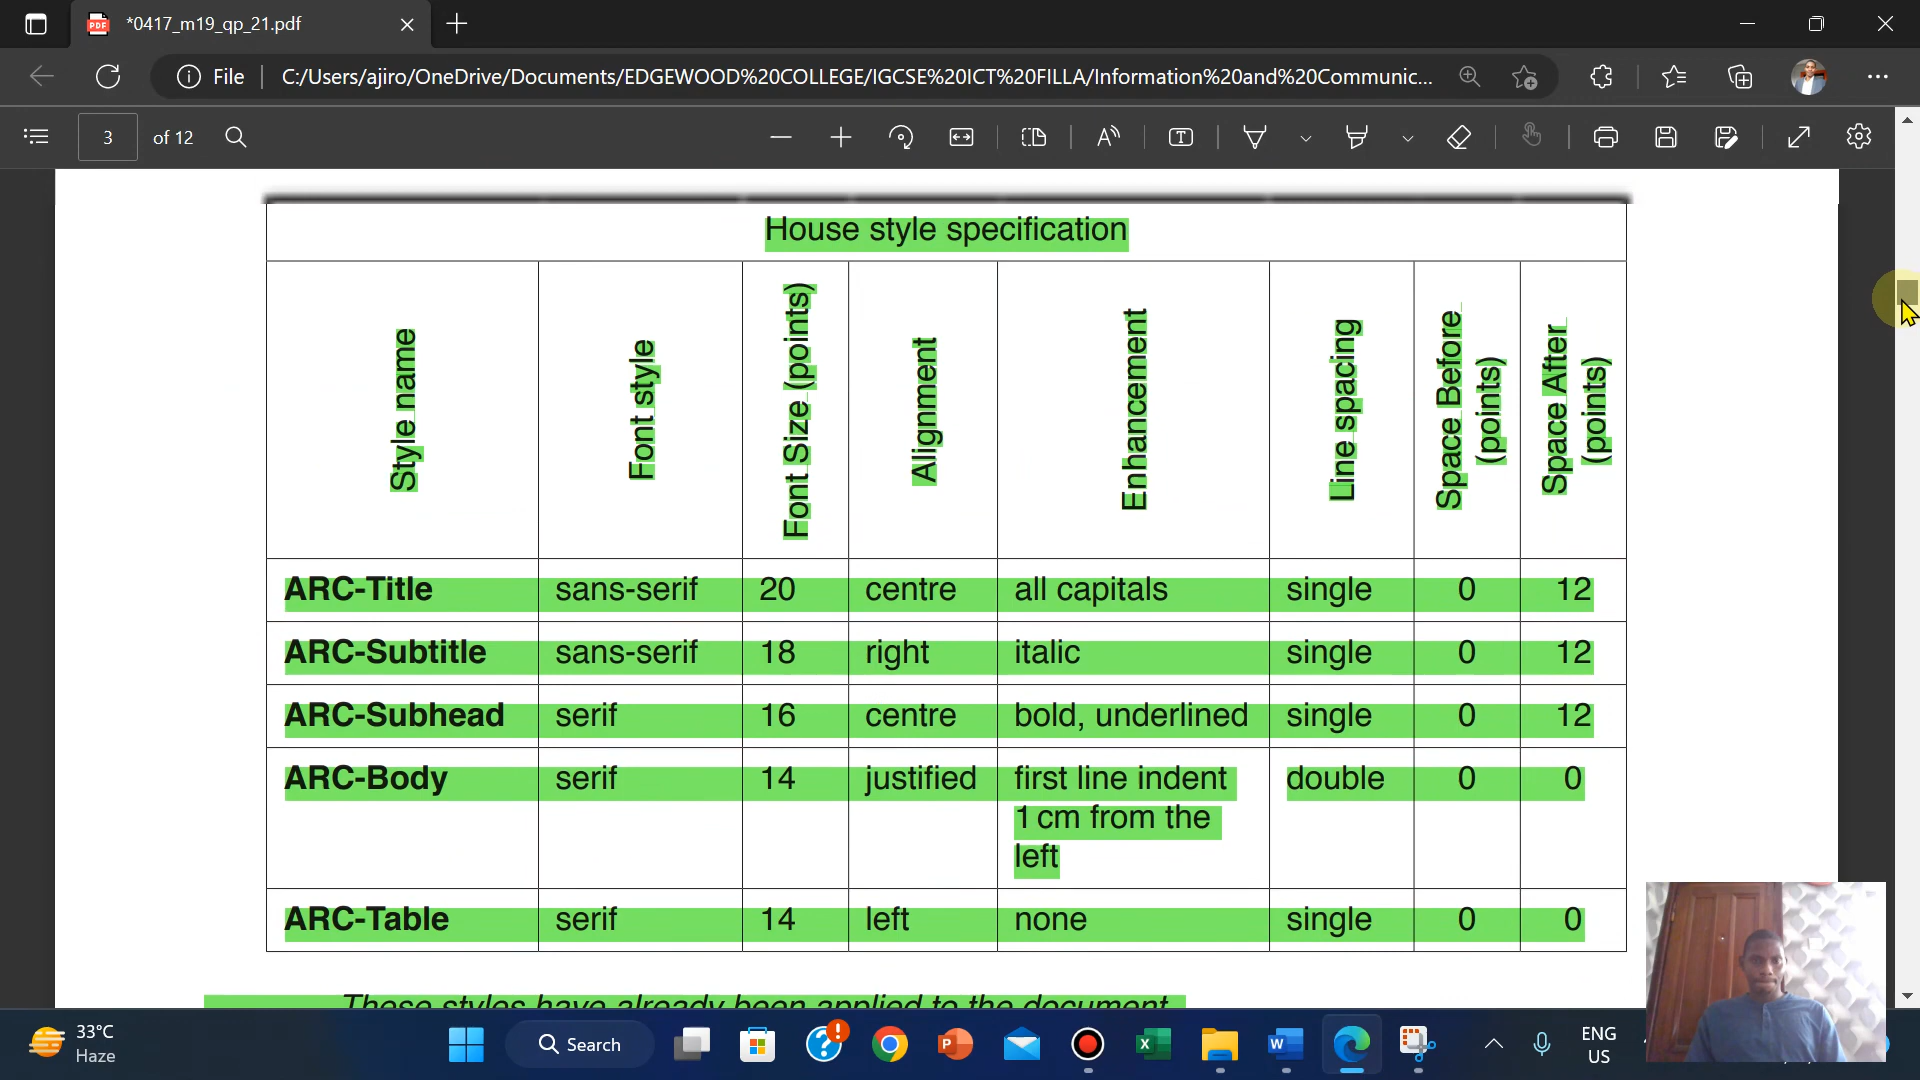 *0417_m19_qp_21.pdf
File C:/Users/ajiro/OneDrive/Documents/EDGEWOOD%20COLLEGE/IGCSE%20ICT%20FILLA/Information%20and%20Communic...
3 of 12
House style specification
Style name Font style Font Size (points) Alignment Enhancement Line spacing Space Before (points) Space After (points)
ARC-Title sans-serif 20 centre all capitals single 0 12
ARC-Subtitle sans-serif 18 right italic single 0 12
ARC-Subhead serif 16 centre bold, underlined single 0 12
ARC-Body serif 14 justified first line indent double 0 0
1 cm from the
left
ARC-Table serif 14 left none single 0 0
These styles have already been applied to the document
33°C
Haze
Search
ENG
US